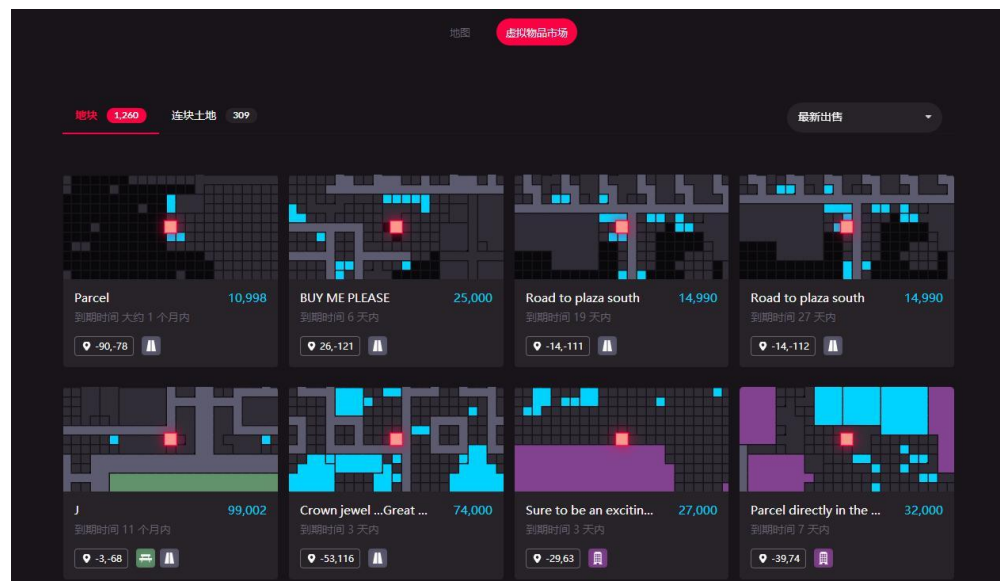 地图 虚拟物品市场
地块 1,260 连块土地 309 最新出售
Parcel 10,998
到期时间 大约 1 个月内
-90,-78
BUY ME PLEASE 25,000
到期时间 6 天内
26,-121
Road to plaza south 14,990
到期时间 19 天内
-14,-111
Road to plaza south 14,990
到期时间 27 天内
-14,-112
J 99,002
到期时间 11 个月内
-3,-68
Crown jewel ...Great ... 74,000
到期时间 3 天内
-53,116
Sure to be an excitin... 27,000
到期时间 3 天内
-29,63
Parcel directly in the ... 32,000
到期时间 7 天内
-39,74